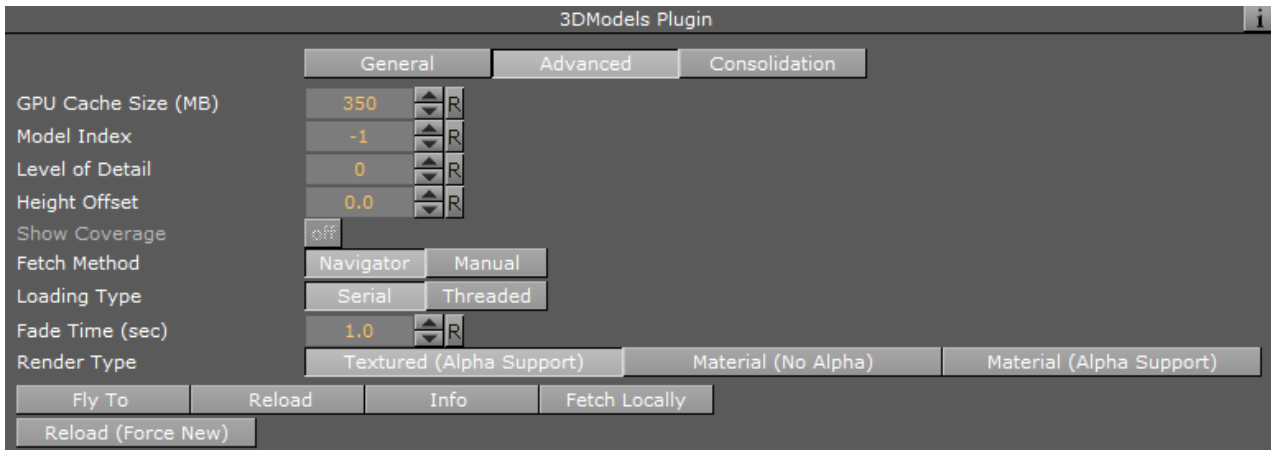 3DModels Plugin i
General Advanced Consolidation
GPU Cache Size (MB) 350 R
Model Index -1 R
Level of Detail 0 R
Height Offset 0.0 R
Show Coverage off
Fetch Method Navigator Manual
Loading Type Serial Threaded
Fade Time (sec) 1.0 R
Render Type Textured (Alpha Support) Material (No Alpha) Material (Alpha Support)
Fly To Reload Info Fetch Locally
Reload (Force New)